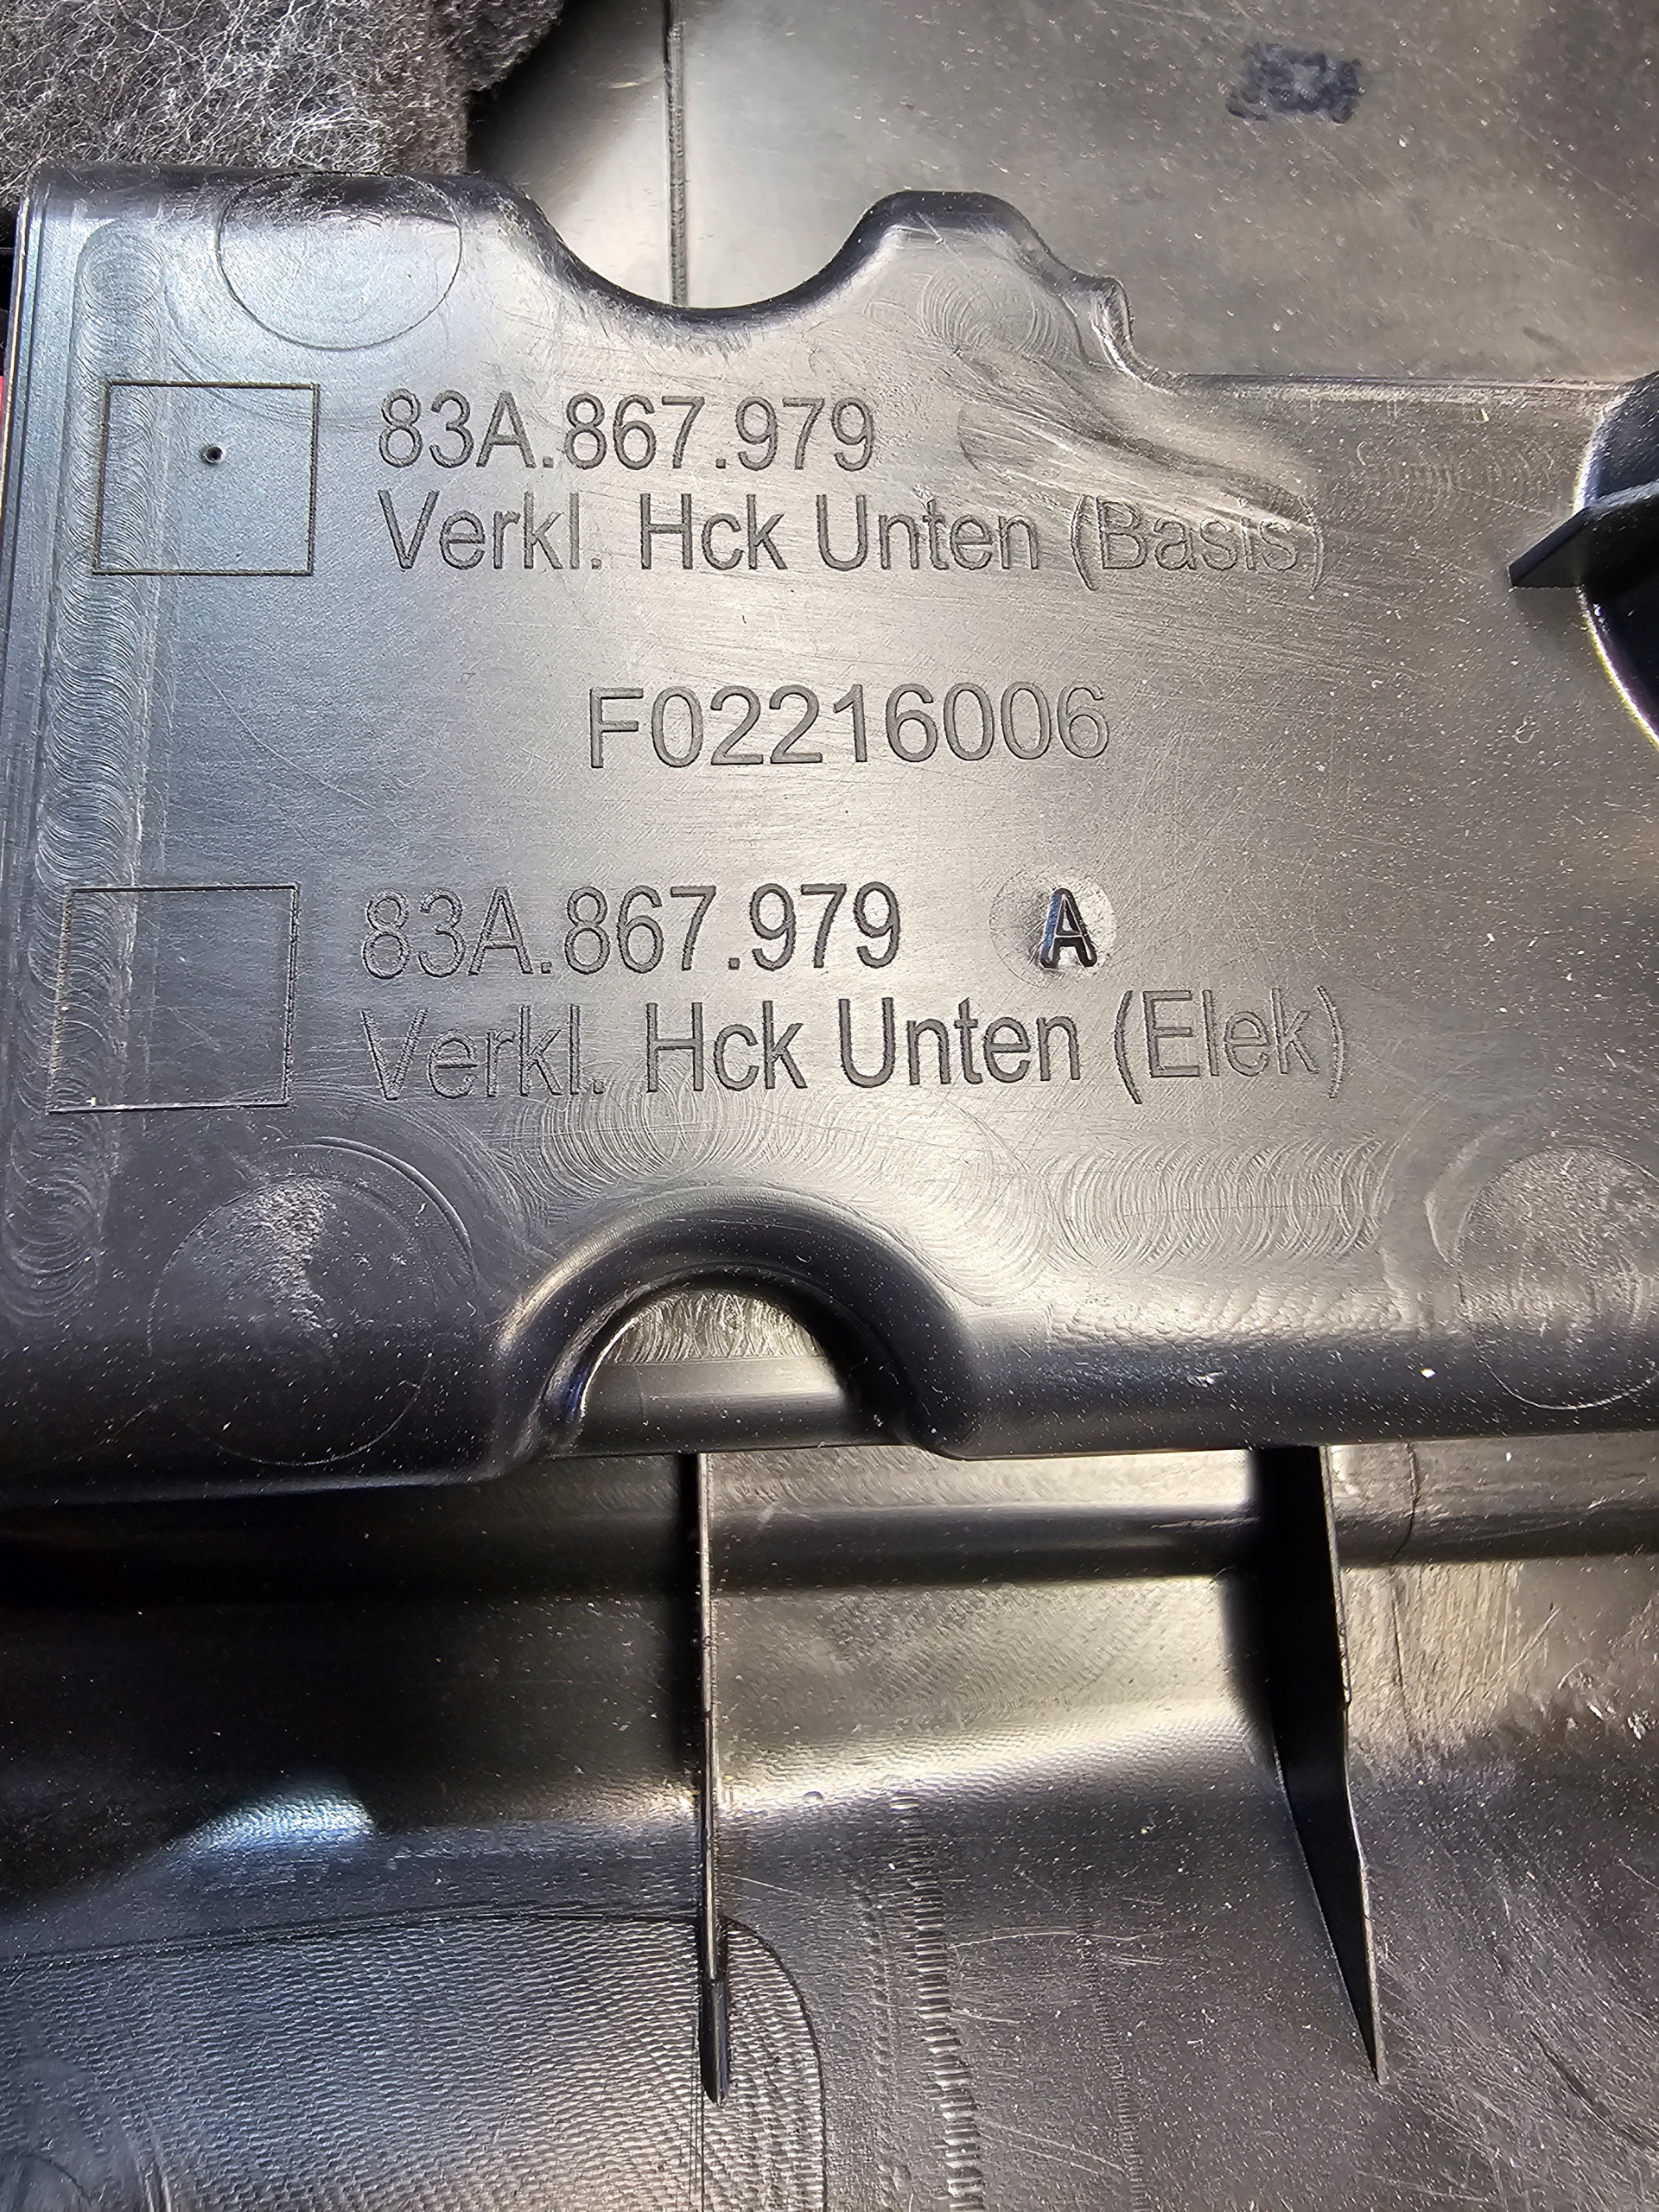 83A.867.979
Verkl. Hck Unten (Basis)
F02216006
83A.867.979 A
Verkl. Hck Unten (Elek)